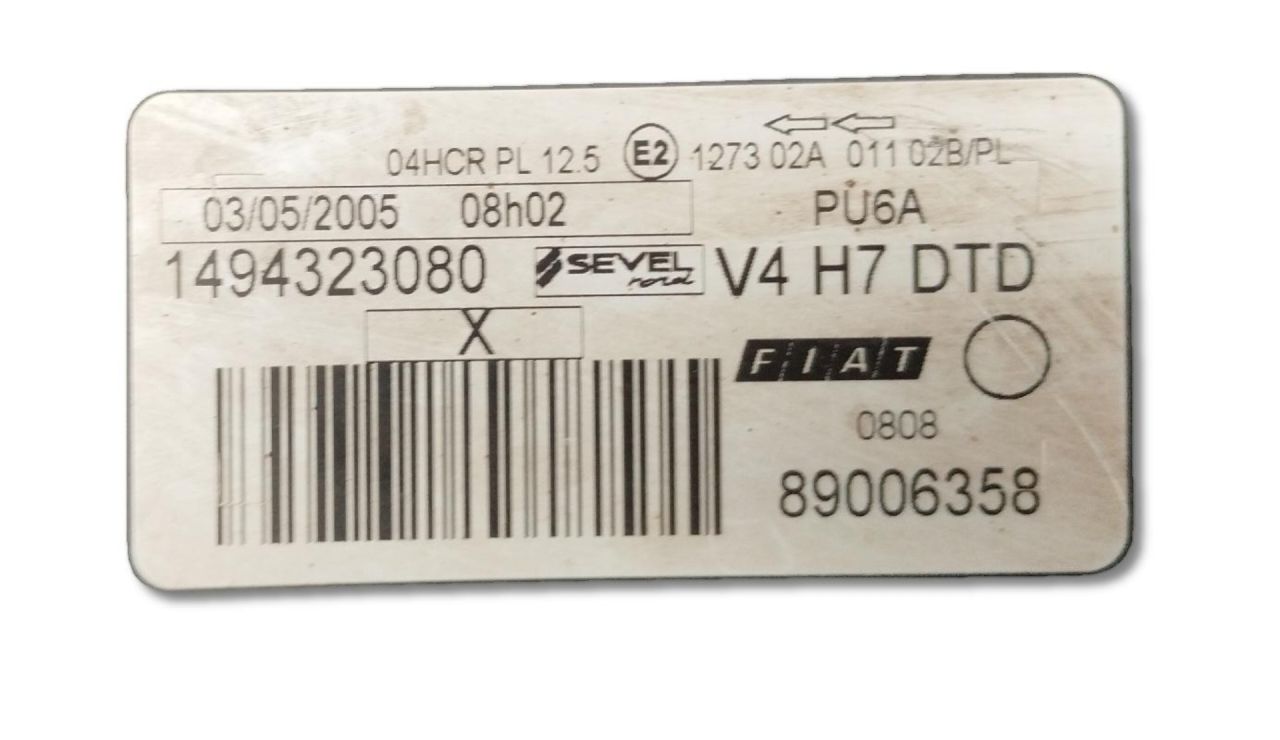 04HCR PL 12.5 E2 1273 02A 011 02B/PL
03/05/2005 08h02 PU6A
1494323080 SEVEL nord V4 H7 DTD
X
FIAT
0808
89006358